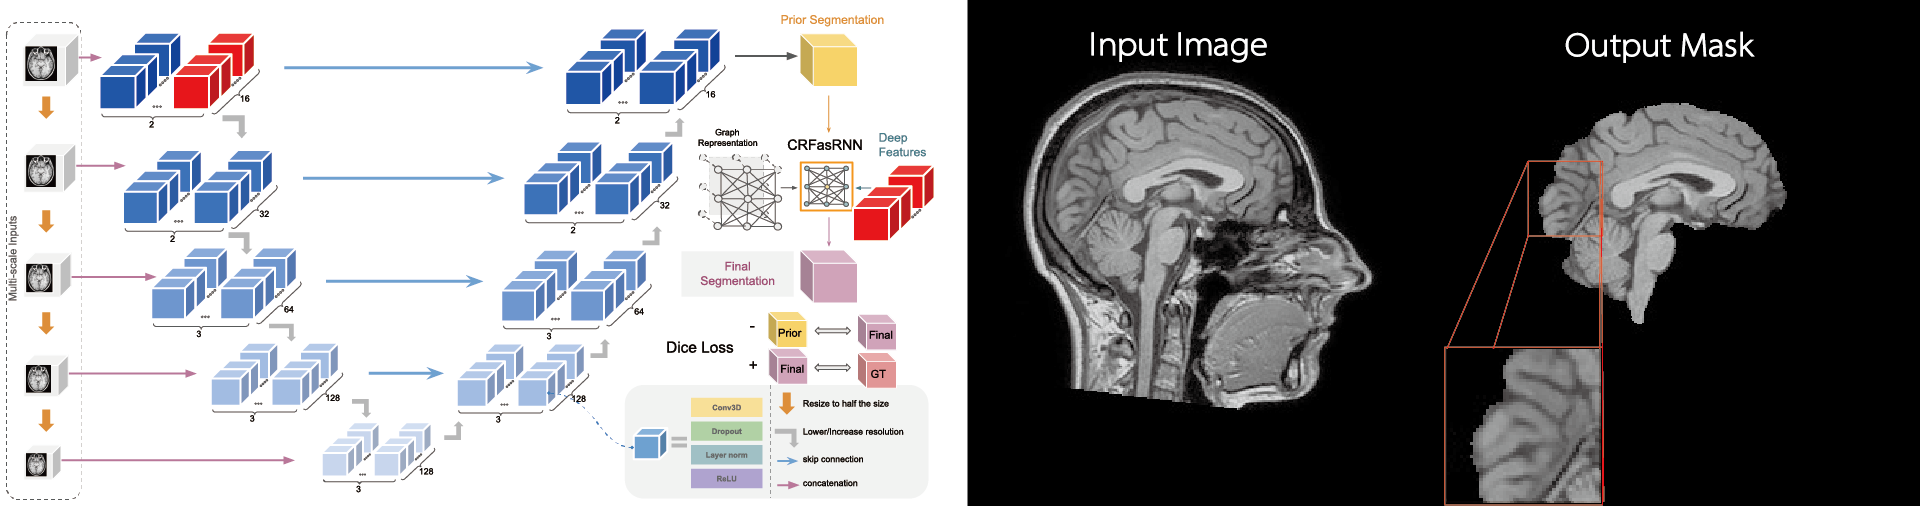 Multi-scale Inputs
2
16
2
32
3
64
3
128
3
128
2
16
2
32
3
64
3
128
Prior Segmentation
Graph
Representation
CRFasRNN
Deep
Features
Final
Segmentation
Dice Loss
-
Prior
Final
+
Final
GT
Conv3D
Dropout
Layer norm
ReLU
Resize to half the size
Lower/Increase resolution
skip connection
concatenation
Input Image
Output Mask